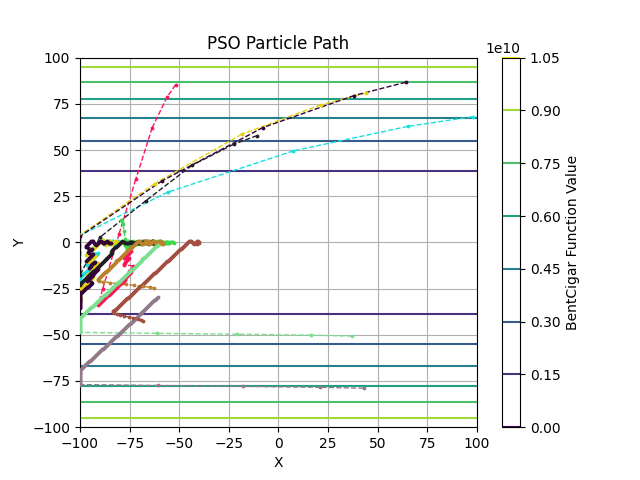 PSO Particle Path
1e10
100
75
50
25
0
−25
−50
−75
−100
Y
−100 −75 −50 −25 0 25 50 75 100
X
1.05
0.90
0.75
0.60
0.45
0.30
0.15
0.00
BentCigar Function Value